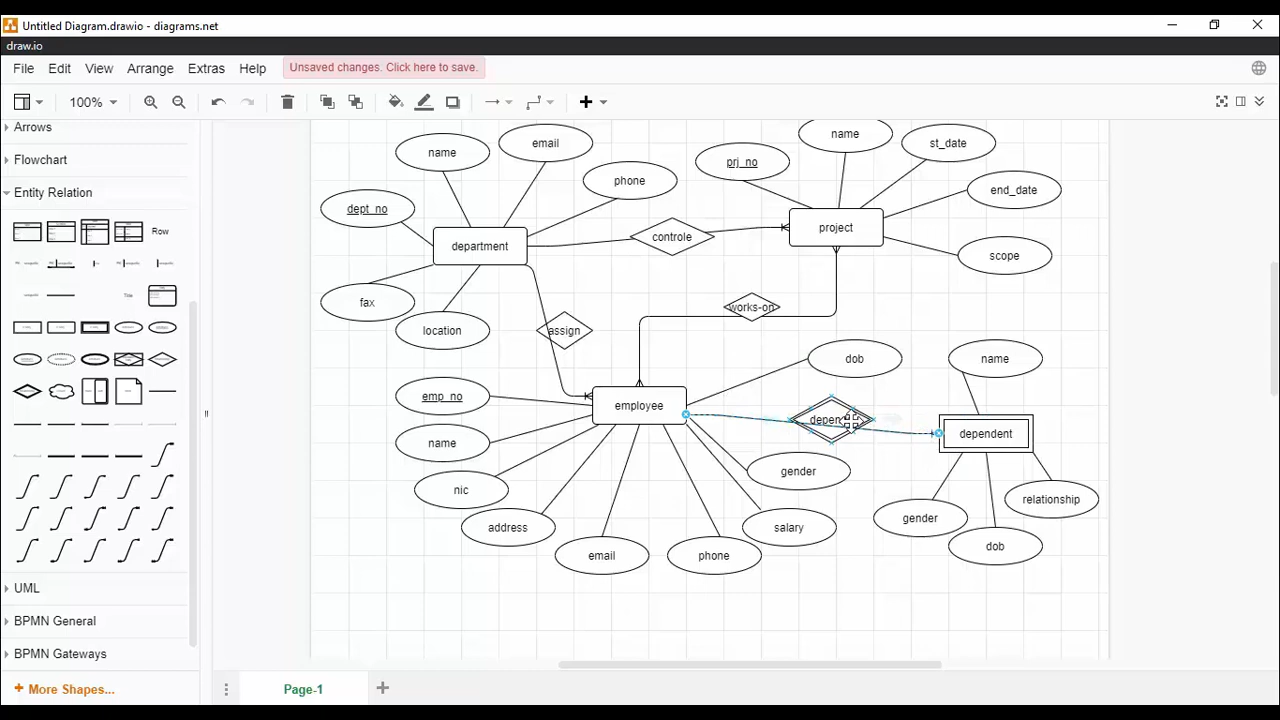 Untitled Diagram.drawio - diagrams.net
draw.io
File Edit View Arrange Extras Help Unsaved changes. Click here to save.
100%
Arrows
Flowchart
Entity Relation
Row
Title
UML
BPMN General
BPMN Gateways
+ More Shapes...
name
email
phone
dept_no
department
fax
location
controle
assign
prj_no
name
st_date
end_date
project
scope
works-on
emp_no
name
nic
address
email
phone
salary
gender
dob
employee
dependent
name
gender
dob
relationship
Page-1